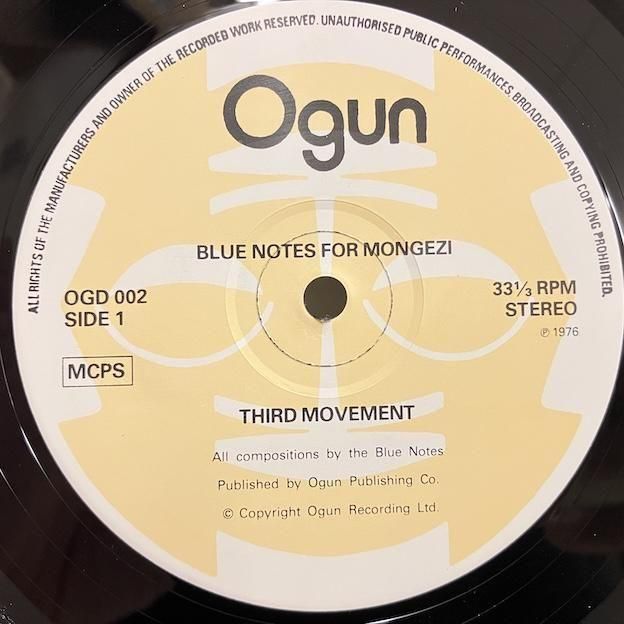 ALL RIGHTS OF THE MANUFACTURERS AND OWNER OF THE RECORDED WORK RESERVED. UNAUTHORISED PUBLIC PERFORMANCES, BROADCASTING AND COPYING PROHIBITED.
Ogun
BLUE NOTES FOR MONGEZI
OGD 002
SIDE 1
33⅓ RPM
STEREO
℗ 1976
MCPS
THIRD MOVEMENT
All compositions by the Blue Notes
Published by Ogun Publishing Co.
© Copyright Ogun Recording Ltd.